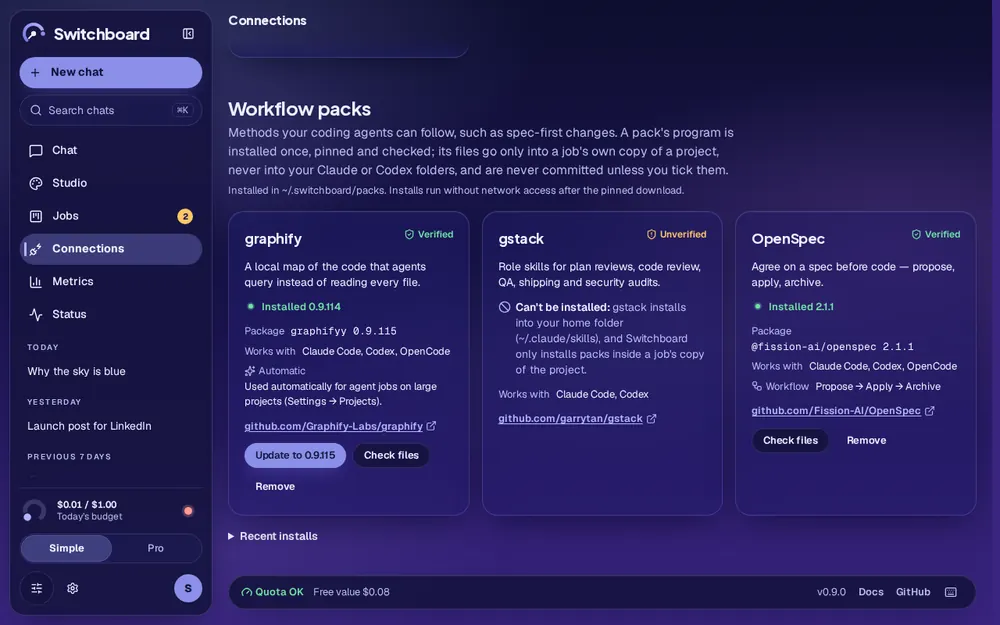 Switchboard
New chat
Search chats
⌘K
Chat
Studio
Jobs
2
Connections
Metrics
Status
TODAY
Why the sky is blue
YESTERDAY
Launch post for LinkedIn
PREVIOUS 7 DAYS
$0.01 / $1.00
Today's budget
Simple
Pro
S
Connections
Workflow packs
Methods your coding agents can follow, such as spec-first changes. A pack's program is
installed once, pinned and checked; its files go only into a job's own copy of a project,
never into your Claude or Codex folders, and are never committed unless you tick them.
Installed in ~/.switchboard/packs. Installs run without network access after the pinned download.
graphify
Verified
A local map of the code that agents
query instead of reading every file.
Installed 0.9.114
Package graphifyy 0.9.115
Works with Claude Code, Codex, OpenCode
Automatic
Used automatically for agent jobs on large
projects (Settings → Projects).
github.com/Graphify-Labs/graphify
Update to 0.9.115
Check files
Remove
gstack
Unverified
Role skills for plan reviews, code review,
QA, shipping and security audits.
Can't be installed: gstack installs
into your home folder
(~/.claude/skills), and Switchboard
only installs packs inside a job's copy
of the project.
Works with Claude Code, Codex
github.com/garrytan/gstack
OpenSpec
Verified
Agree on a spec before code — propose,
apply, archive.
Installed 2.1.1
Package
@fission-ai/openspec 2.1.1
Works with Claude Code, Codex, OpenCode
Workflow Propose → Apply → Archive
github.com/Fission-AI/OpenSpec
Check files
Remove
Recent installs
Quota OK
Free value $0.08
v0.9.0
Docs
GitHub